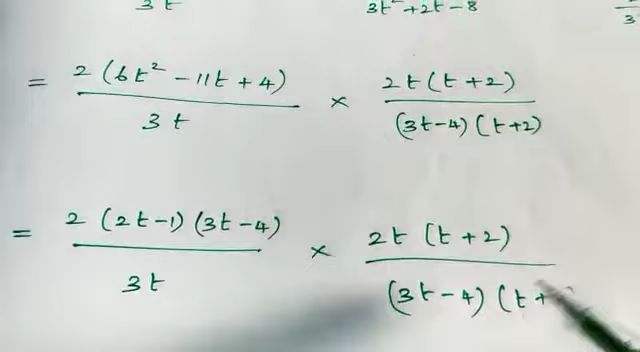 3t 3t²+2t-8 3
= 2 (6t² - 11t + 4) / 3t × 2t (t+2) / (3t-4) (t+2)
= 2 (2t-1) (3t-4) / 3t × 2t (t+2) / (3t-4) (t+